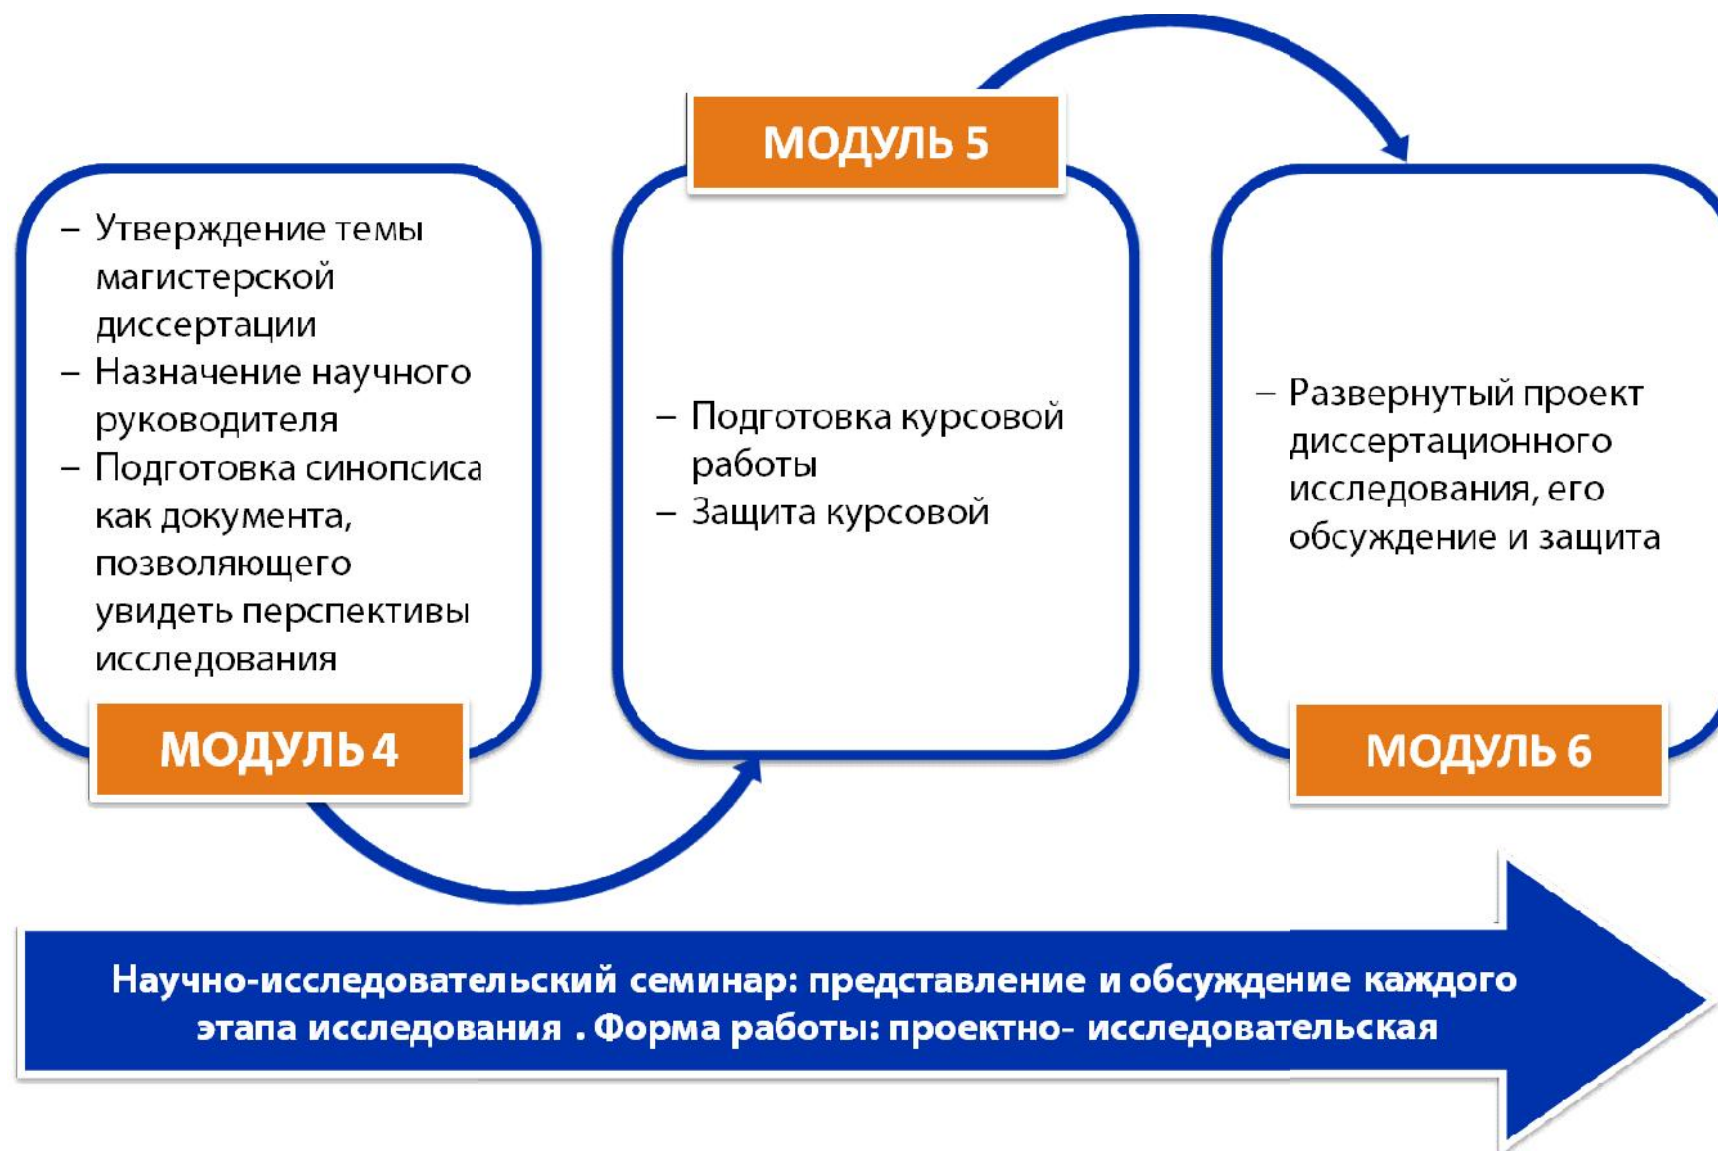 – Утверждение темы
магистерской
диссертации
– Назначение научного
руководителя
– Подготовка синопсиса
как документа,
позволяющего
увидеть перспективы
исследования
МОДУЛЬ 4
МОДУЛЬ 5
– Подготовка курсовой
работы
– Защита курсовой
– Развернутый проект
диссертационного
исследования, его
обсуждение и защита
МОДУЛЬ 6
Научно-исследовательский семинар: представление и обсуждение каждого
этапа исследования . Форма работы: проектно- исследовательская